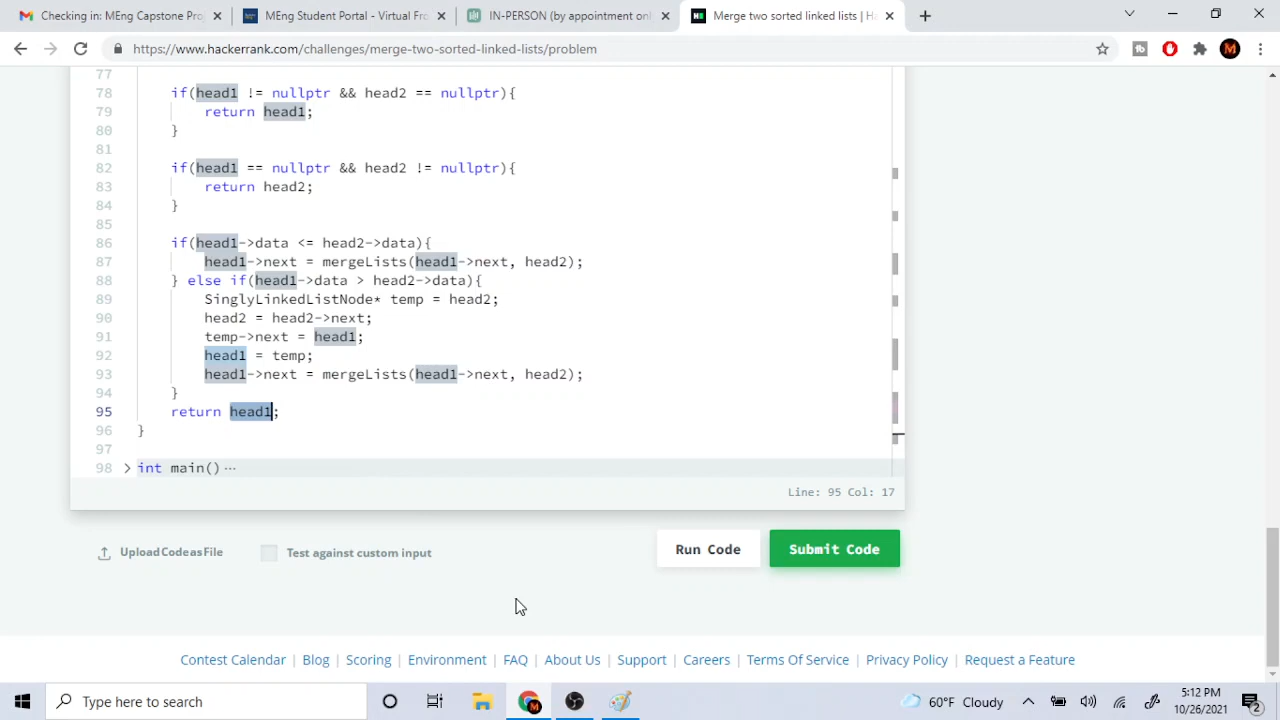 Checking in: MEng Capstone Pro
MEng Student Portal - Virtual Fre
IN-PERSON (by appointment onl
Merge two sorted linked lists | Ha
https://www.hackerrank.com/challenges/merge-two-sorted-linked-lists/problem
77
78 if(head1 != nullptr && head2 == nullptr){
79 return head1;
80 }
81
82 if(head1 == nullptr && head2 != nullptr){
83 return head2;
84 }
85
86 if(head1->data <= head2->data){
87 head1->next = mergeLists(head1->next, head2);
88 } else if(head1->data > head2->data){
89 SinglyLinkedListNode* temp = head2;
90 head2 = head2->next;
91 temp->next = head1;
92 head1 = temp;
93 head1->next = mergeLists(head1->next, head2);
94 }
95 return head1;
96 }
97
98 int main() ...
Line: 95 Col: 17
Upload Code as File
Test against custom input
Run Code
Submit Code
Contest Calendar | Blog | Scoring | Environment | FAQ | About Us | Support | Careers | Terms Of Service | Privacy Policy | Request a Feature
Type here to search
60°F Cloudy
5:12 PM
10/26/2021
2